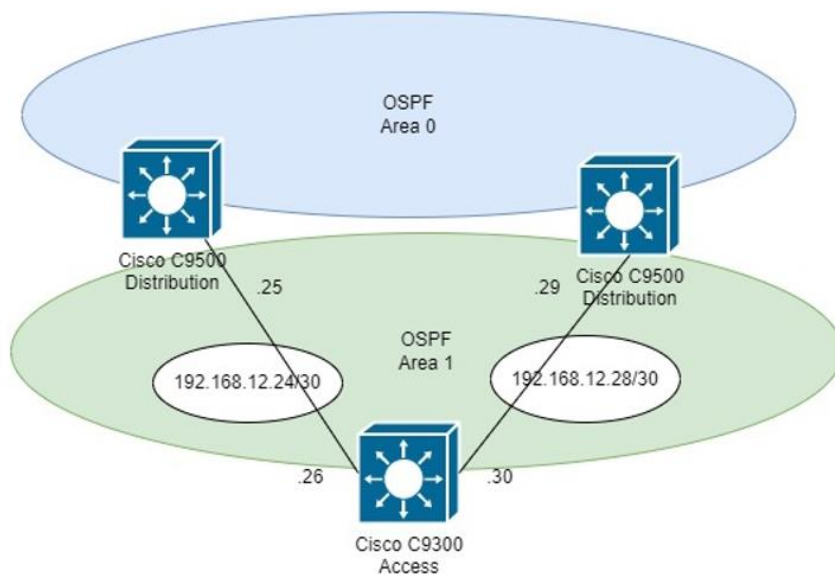 OSPF
Area 0
Cisco C9500
Distribution
Cisco C9500
Distribution
.25
.29
OSPF
Area 1
192.168.12.24/30
192.168.12.28/30
.26
.30
Cisco C9300
Access